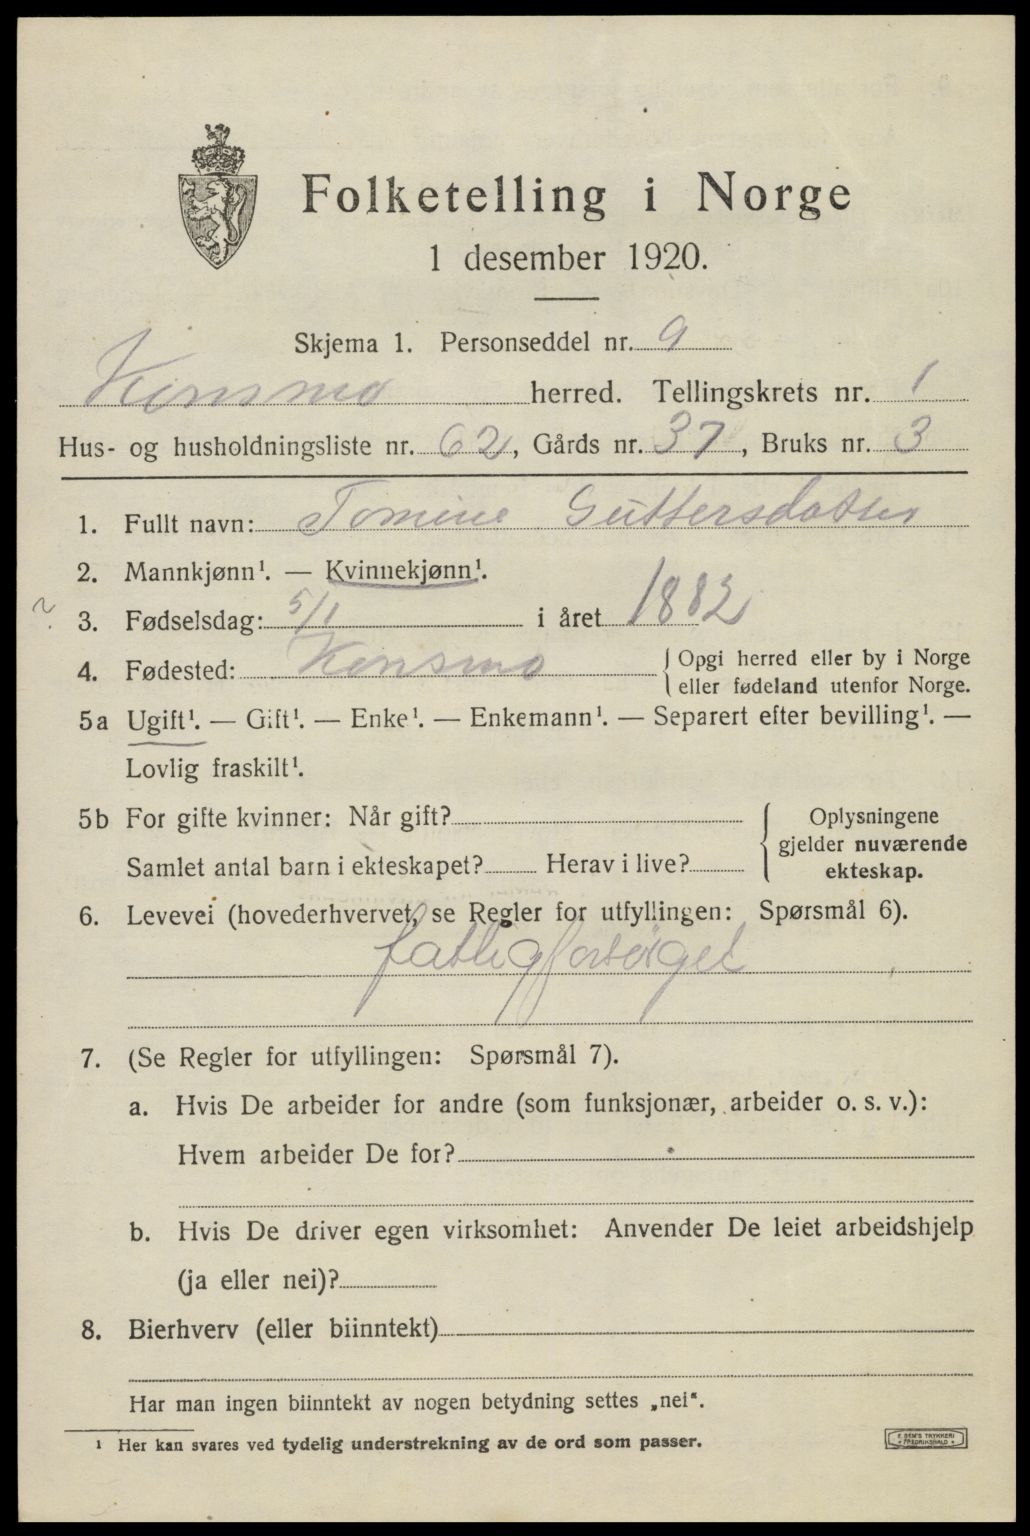 Folketelling i Norge
1 desember 1920.
Skjema 1. Personseddel nr. 9
Konsmo herred. Tellingskrets nr. 1
Hus- og husholdningsliste nr. 62, Gårds nr. 37, Bruks nr. 3
1. Fullt navn: Tomine Guttersdatter
2. Mannkjønn¹. — Kvinnekjønn¹.
3. Fødselsdag: 5/1 i året 1882
4. Fødested: Konsmo { Opgi herred eller by i Norge
eller fødeland utenfor Norge.
5a Ugift¹. — Gift¹. — Enke¹. — Enkemann¹. — Separert efter bevilling¹. —
Lovlig fraskilt¹.
5b For gifte kvinner: Når gift? { Oplysningene
gjelder nuværende
Samlet antal barn i ekteskapet? Herav i live? ekteskap.
6. Levevei (hovederhvervet, se Regler for utfyllingen: Spørsmål 6).
fattigforsørget
7. (Se Regler for utfyllingen: Spørsmål 7).
a. Hvis De arbeider for andre (som funksjonær, arbeider o. s. v.):
Hvem arbeider De for?
b. Hvis De driver egen virksomhet: Anvender De leiet arbeidshjelp
(ja eller nei)?
8. Bierhverv (eller biinntekt)
Har man ingen biinntekt av nogen betydning settes „nei“.
¹ Her kan svares ved tydelig understrekning av de ord som passer.
E. SEM'S TRYKKERI
FREDRIKSHALD